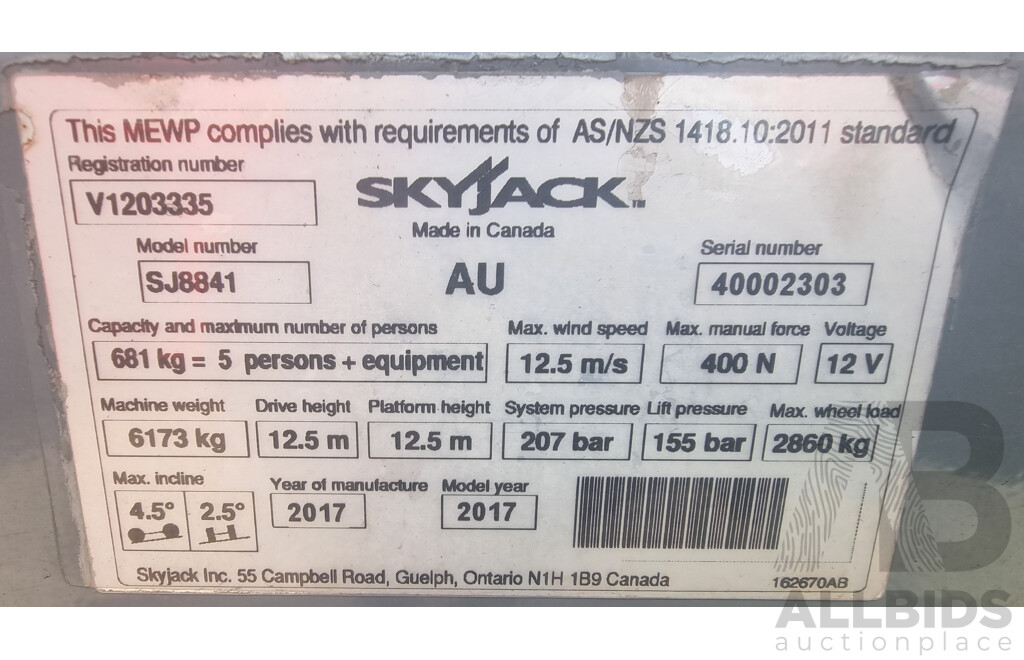 This MEWP complies with requirements of AS/NZS 1418.10:2011 standard
Registration number
V1203335
SKYJACK™
Made in Canada
Model number
SJ8841
AU
Serial number
40002303
Capacity and maximum number of persons
Max. wind speed
Max. manual force
Voltage
681 kg = 5 persons + equipment
12.5 m/s
400 N
12 V
Machine weight
Drive height
Platform height
System pressure
Lift pressure
Max. wheel load
6173 kg
12.5 m
12.5 m
207 bar
155 bar
2860 kg
Max. incline
Year of manufacture
Model year
4.5°
2.5°
2017
2017
Skyjack Inc. 55 Campbell Road, Guelph, Ontario N1H 1B9 Canada
162670AB
AB
ALLBIDS
auctionplace